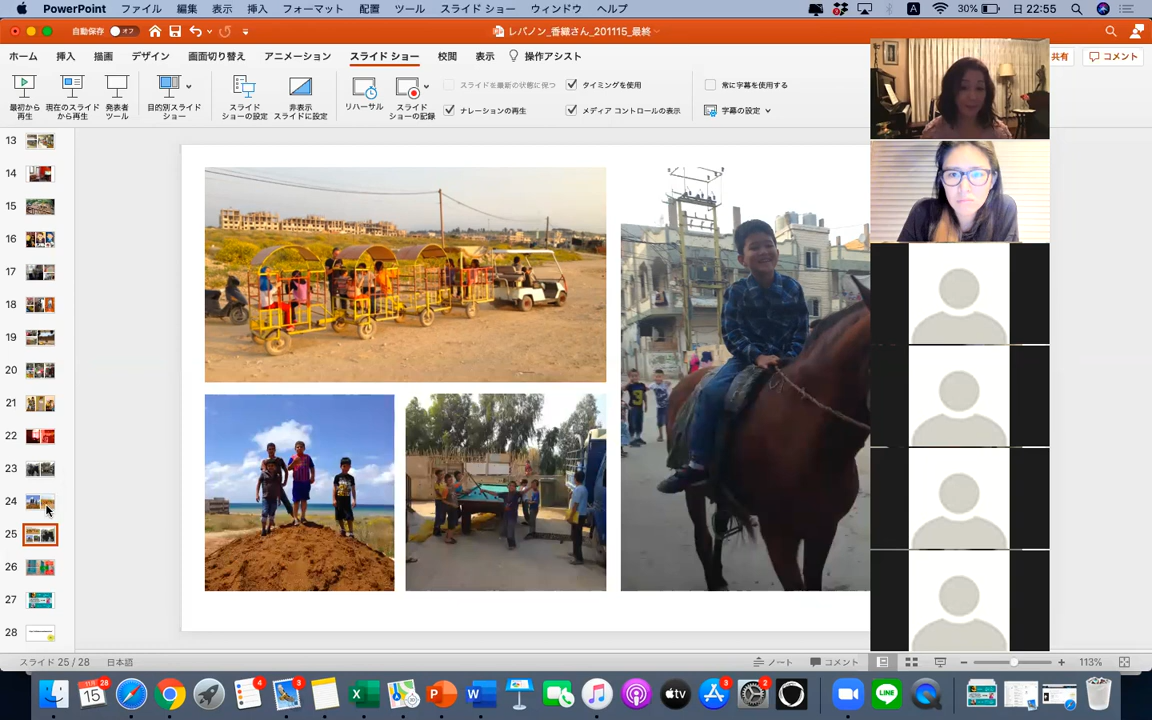 PowerPoint ファイル 編集 表示 挿入 フォーマット 配置 ツール スライド ショー ウィンドウ ヘルプ A 30% 日 22:55
自動保存 オフ レバノン_香織さん_201115_最終
ホーム 挿入 描画 デザイン 画面切り替え アニメーション スライド ショー 校閲 表示 操作アシスト 共有 コメント
最初から
再生
現在のスライド
から再生
発表者
ツール
目的別スライド
ショー
スライド
ショーの設定
非表示
スライドに設定
リハーサル
スライド
ショーの記録
スライドを最新の状態に保つ
ナレーションの再生
タイミングを使用
メディア コントロールの表示
常に字幕を使用する
字幕の設定
13
14
15
16
17
18
19
20
21
22
23
24
25
26
27
28
3
スライド 25 / 28 日本語 ノート コメント 113%
11月
15
28
4
3
3
2
tv
LINE